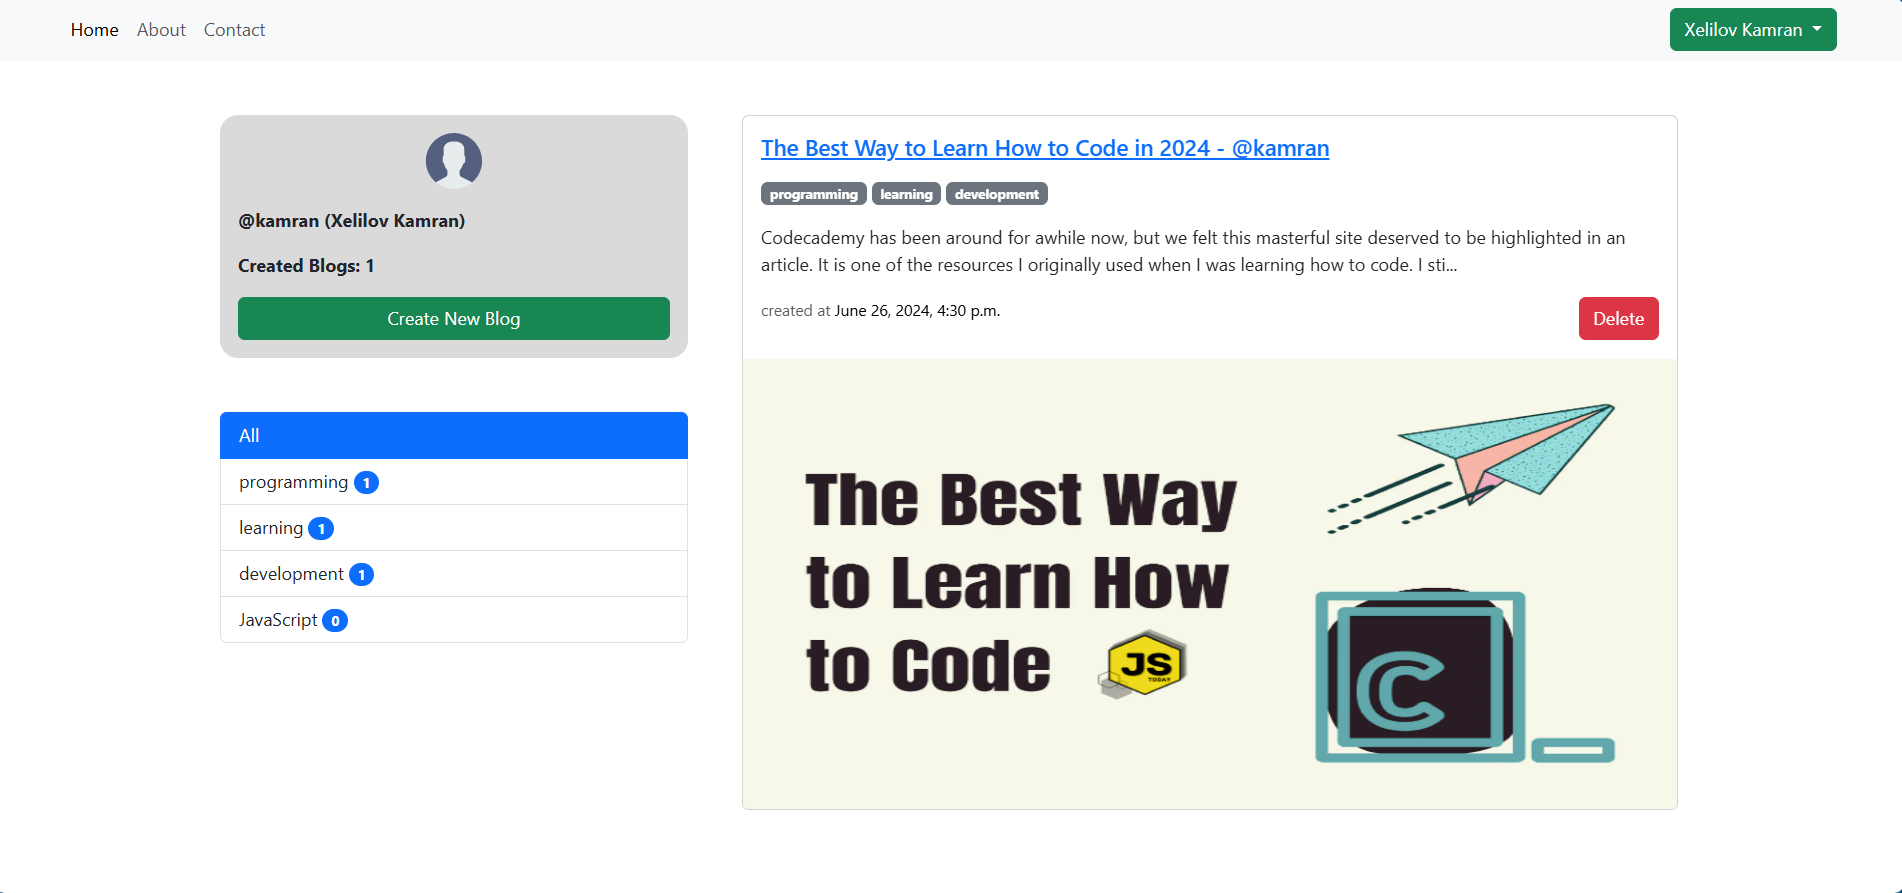 Home About Contact
Xelilov Kamran
@kamran (Xelilov Kamran)
Created Blogs: 1
Create New Blog
All
programming 1
learning 1
development 1
JavaScript 0
The Best Way to Learn How to Code in 2024 - @kamran
programming learning development
Codecademy has been around for awhile now, but we felt this masterful site deserved to be highlighted in an
article. It is one of the resources I originally used when I was learning how to code. I sti...
created at June 26, 2024, 4:30 p.m.
Delete
The Best Way
to Learn How
to Code
JS
TODAY
C